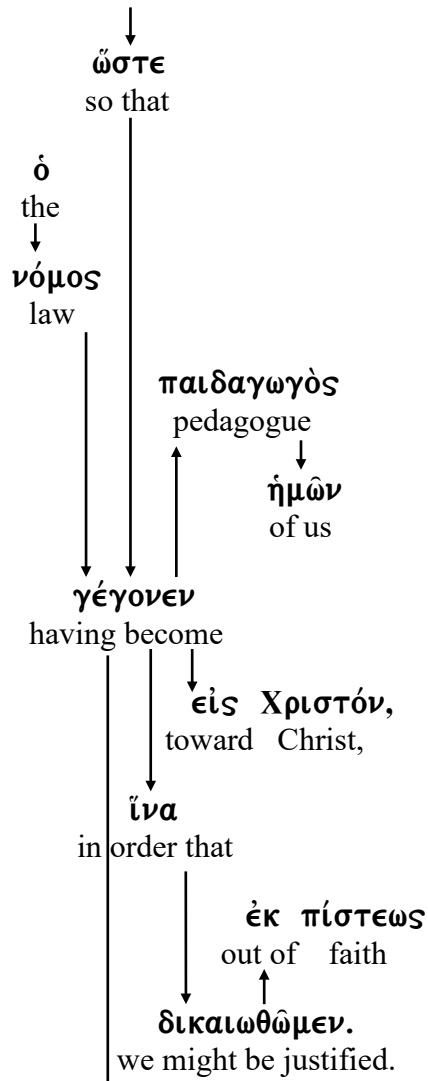 ὥστε
so that
ὁ
the
νόμος
law
παιδαγωγὸς
pedagogue
ἡμῶν
of us
γέγονεν
having become
εἰς Χριστόν,
toward Christ,
ἵνα
in order that
ἐκ πίστεως
out of faith
δικαιωθῶμεν.
we might be justified.